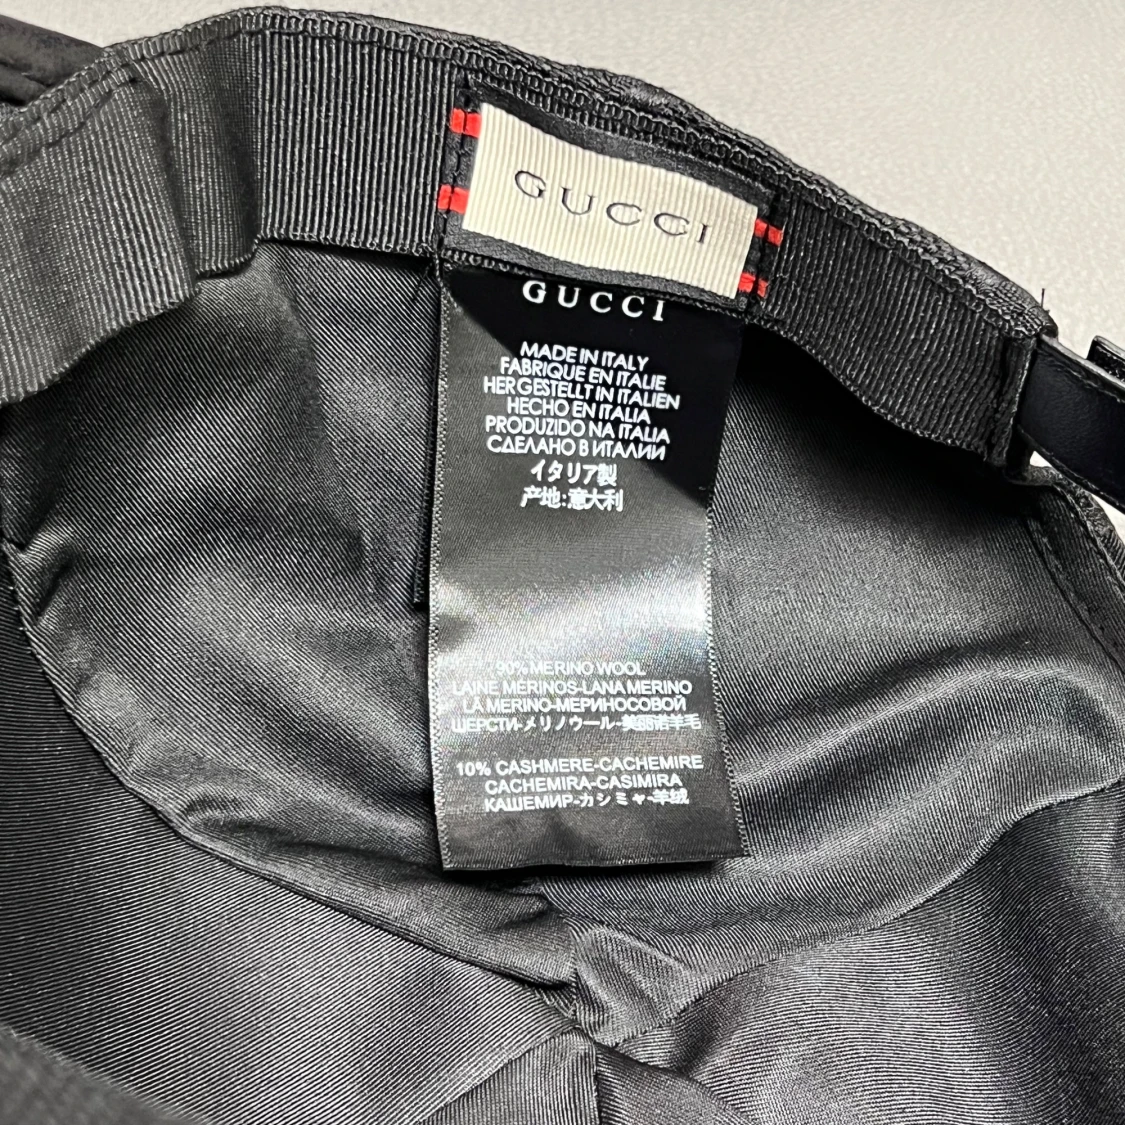 GUCCI
GUCCI
MADE IN ITALY
FABRIQUE EN ITALIE
HERGESTELLT IN ITALIEN
HECHO EN ITALIA
PRODUZIDO NA ITALIA
СДЕЛАНО В ИТАЛИИ
イタリア製
产地:意大利
90% MERINO WOOL
LAINE MERINOS-LANA MERINO
LA MERINO-МЕРИНОСОВОЙ
ШЕРСТИ-メリノウール-美丽诺羊毛
10% CASHMERE-CACHEMIRE
CACHEMIRA-CASIMIRA
КАШЕМИР-カシミヤ-羊绒